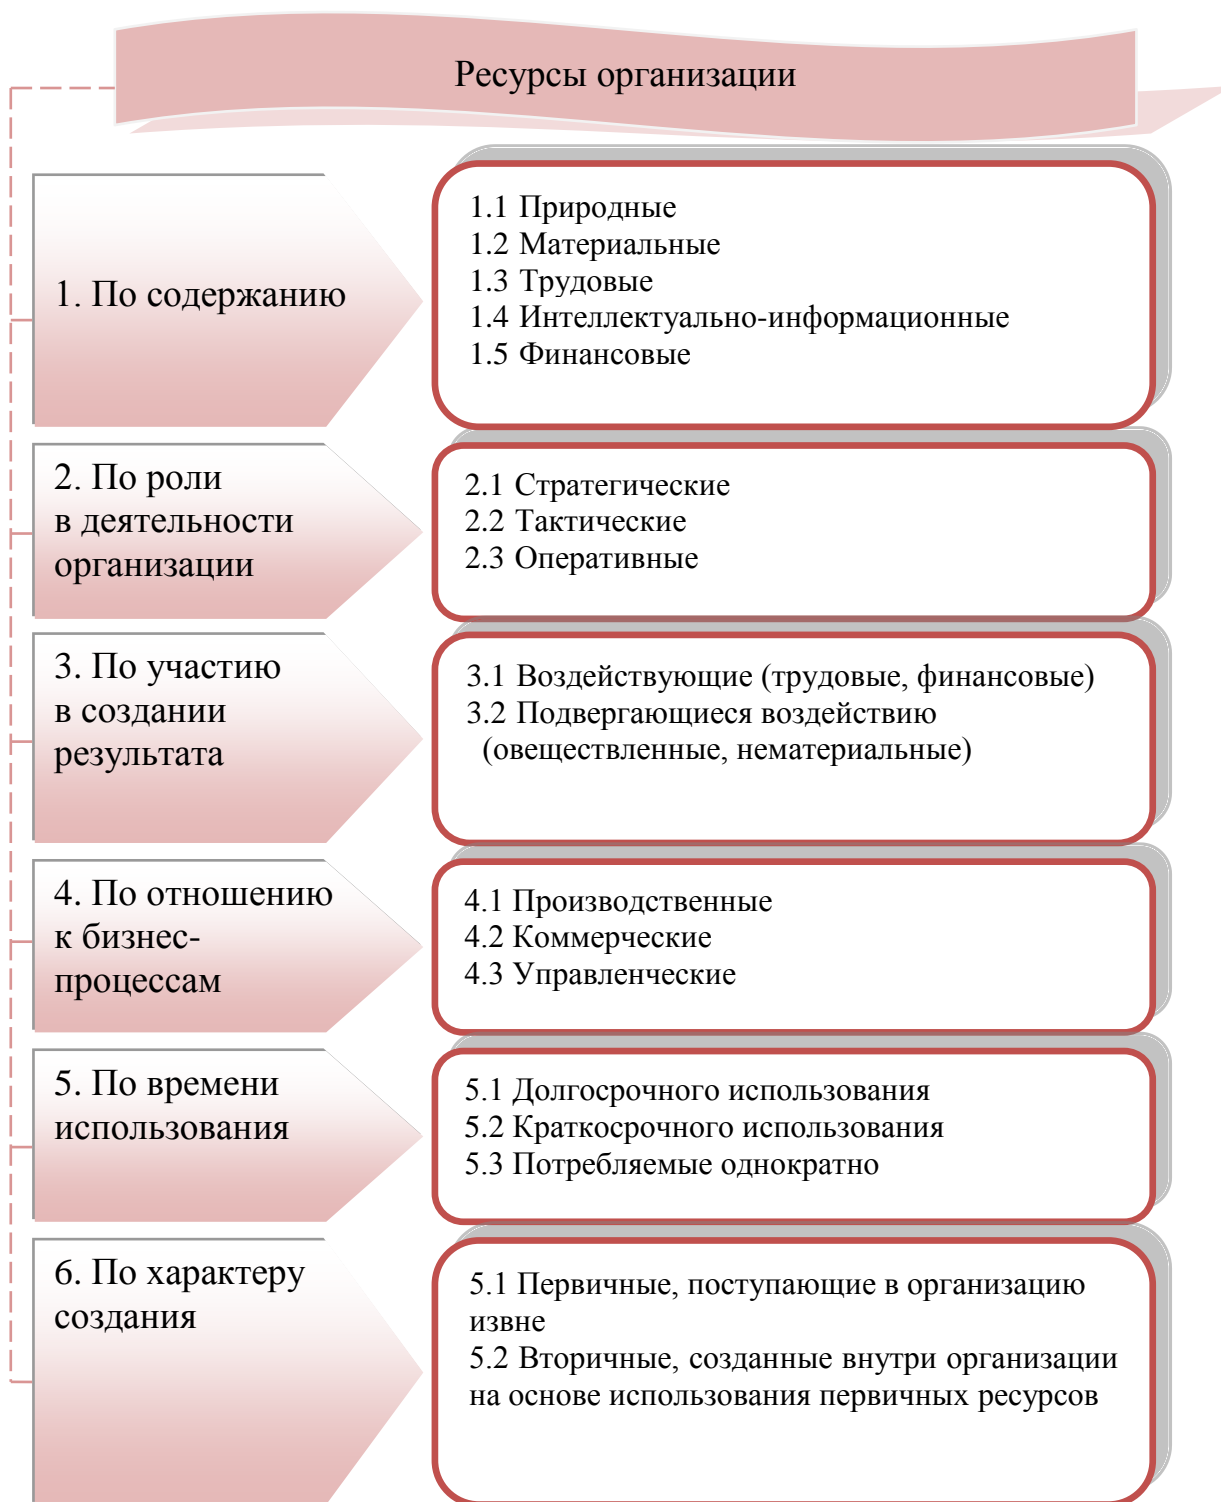 Ресурсы организации
1. По содержанию
1.1 Природные
1.2 Материальные
1.3 Трудовые
1.4 Интеллектуально-информационные
1.5 Финансовые
2. По роли
в деятельности
организации
2.1 Стратегические
2.2 Тактические
2.3 Оперативные
3. По участию
в создании
результата
3.1 Воздействующие (трудовые, финансовые)
3.2 Подвергающиеся воздействию
(овеществленные, нематериальные)
4. По отношению
к бизнес-
процессам
4.1 Производственные
4.2 Коммерческие
4.3 Управленческие
5. По времени
использования
5.1 Долгосрочного использования
5.2 Краткосрочного использования
5.3 Потребляемые однократно
6. По характеру
создания
5.1 Первичные, поступающие в организацию
извне
5.2 Вторичные, созданные внутри организации
на основе использования первичных ресурсов